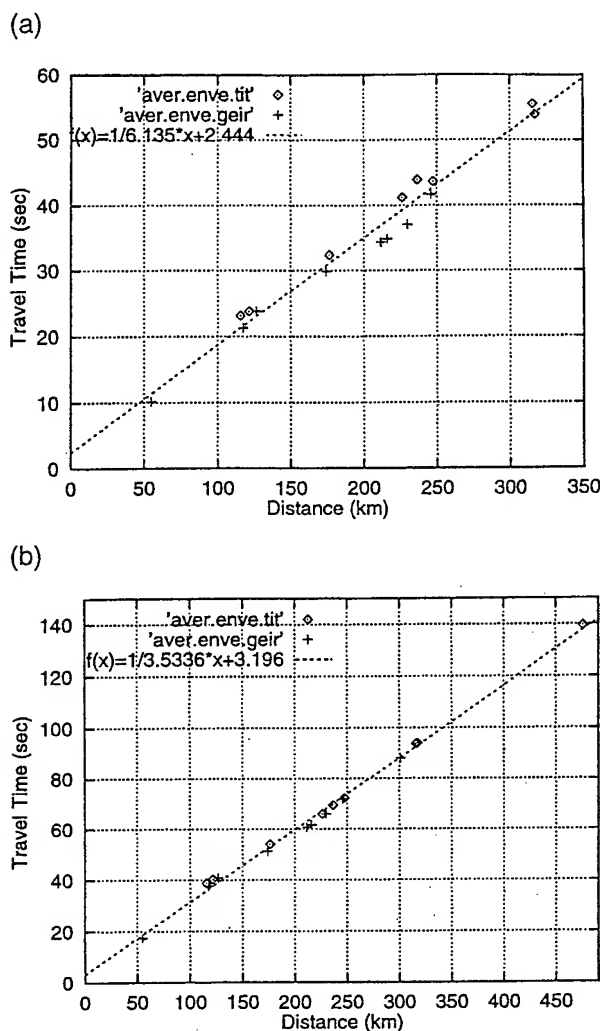 (a)
60
'aver.enve.tit' ◇
'aver.enve.geir' +
f(x)=1/6.135*x+2.444
50
40
30
20
10
0
Travel Time (sec)
0 50 100 150 200 250 300 350
Distance (km)
(b)
'aver.enve.tit' ◇
'aver.enve.geir' +
f(x)=1/3.5336*x+3.196
140
120
100
80
60
40
20
0
Travel Time (sec)
0 50 100 150 200 250 300 350 400 450
Distance (km)